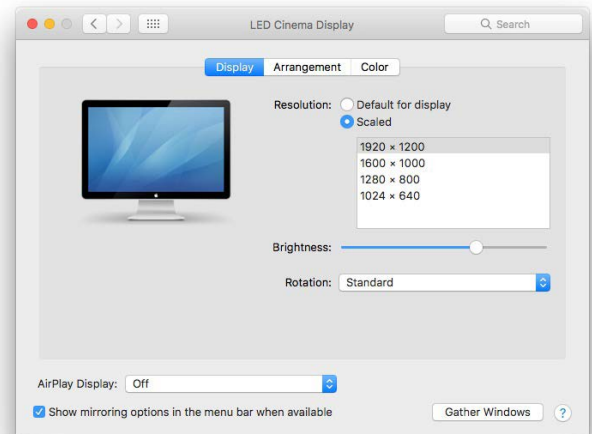 LED Cinema Display
Search
Display Arrangement Color
Resolution: Default for display
Scaled
1920 × 1200
1600 × 1000
1280 × 800
1024 × 640
Brightness:
Rotation: Standard
AirPlay Display: Off
Show mirroring options in the menu bar when available
Gather Windows ?